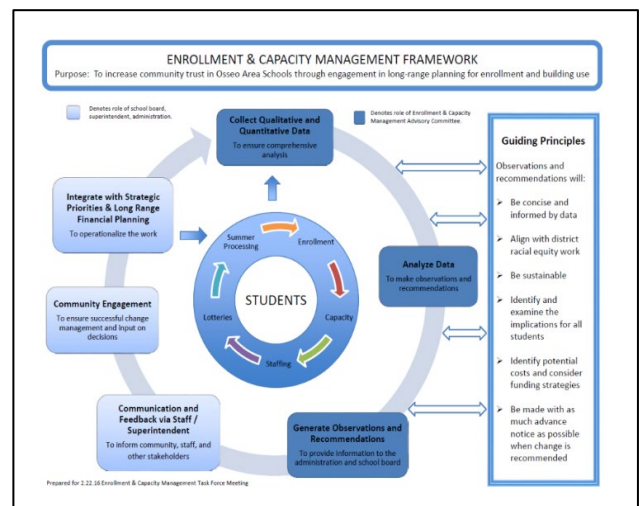 ENROLLMENT & CAPACITY MANAGEMENT FRAMEWORK
Purpose: To increase community trust in Osseo Area Schools through engagement in long-range planning for enrollment and building use
Denotes role of school board,
superintendent, administration.
Denotes role of Enrollment & Capacity
Management Advisory Committee.
Collect Qualitative and
Quantitative Data
To ensure comprehensive
analysis
Analyze Data
To make observations and
recommendations
Generate Observations and
Recommendations
To provide information to the
administration and school board
Communication and
Feedback via Staff /
Superintendent
To inform community, staff, and
other stakeholders
Community Engagement
To ensure successful change
management and input on
decisions
Integrate with Strategic
Priorities & Long Range
Financial Planning
To operationalize the work
Summer
Processing
Enrollment
Capacity
Staffing
Lotteries
STUDENTS
Guiding Principles
Observations and
recommendations will:
➢ Be concise and
informed by data
➢ Align with district
racial equity work
➢ Be sustainable
➢ Identify and
examine the
implications for all
students
➢ Identify potential
costs and consider
funding strategies
➢ Be made with as
much advance
notice as possible
when change is
recommended
Prepared for 2.22.16 Enrollment & Capacity Management Task Force Meeting